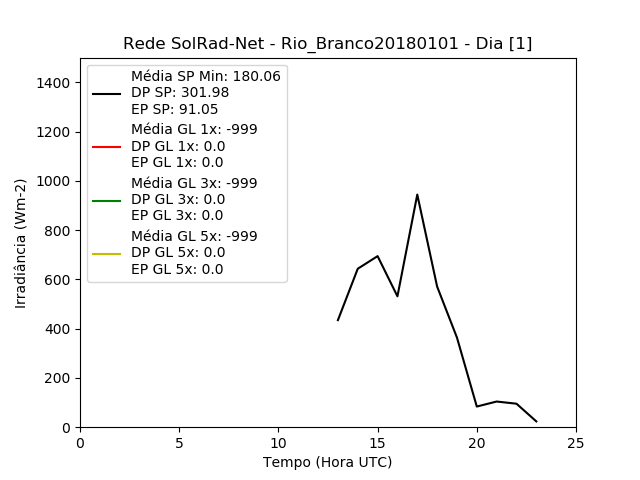 Rede SolRad-Net - Rio_Branco20180101 - Dia [1]
Média SP Min: 180.06
DP SP: 301.98
EP SP: 91.05
Média GL 1x: -999
DP GL 1x: 0.0
EP GL 1x: 0.0
Média GL 3x: -999
DP GL 3x: 0.0
EP GL 3x: 0.0
Média GL 5x: -999
DP GL 5x: 0.0
EP GL 5x: 0.0
Irradiância (Wm-2)
1400
1200
1000
800
600
400
200
0
0 5 10 15 20 25
Tempo (Hora UTC)